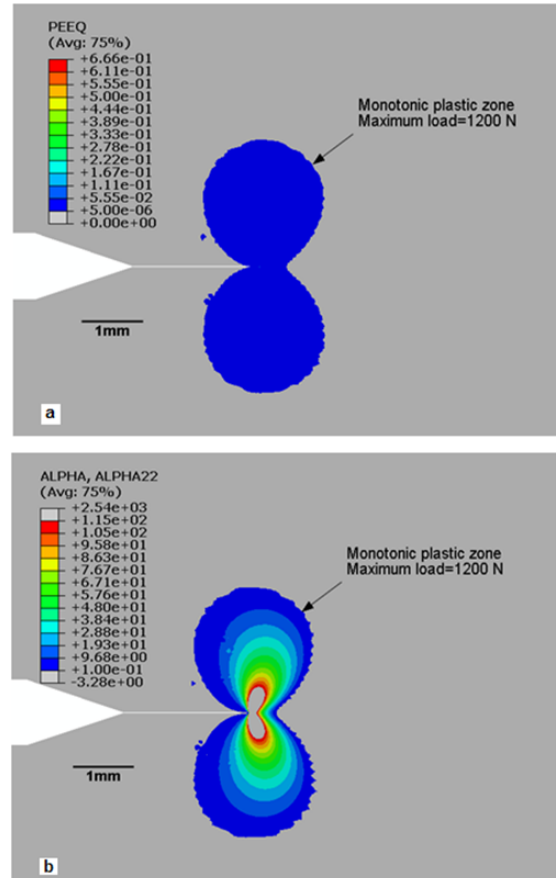 PEEQ
(Avg: 75%)
+6.66e-01
+6.11e-01
+5.55e-01
+5.00e-01
+4.44e-01
+3.89e-01
+3.33e-01
+2.78e-01
+2.22e-01
+1.67e-01
+1.11e-01
+5.55e-02
+5.00e-06
+0.00e+00
Monotonic plastic zone
Maximum load=1200 N
1mm
a
ALPHA, ALPHA22
(Avg: 75%)
+2.54e+03
+1.15e+02
+1.05e+02
+9.58e+01
+8.63e+01
+7.67e+01
+6.71e+01
+5.76e+01
+4.80e+01
+3.84e+01
+2.88e+01
+1.93e+01
+9.68e+00
+1.00e-01
-3.28e+00
Monotonic plastic zone
Maximum load=1200 N
1mm
b